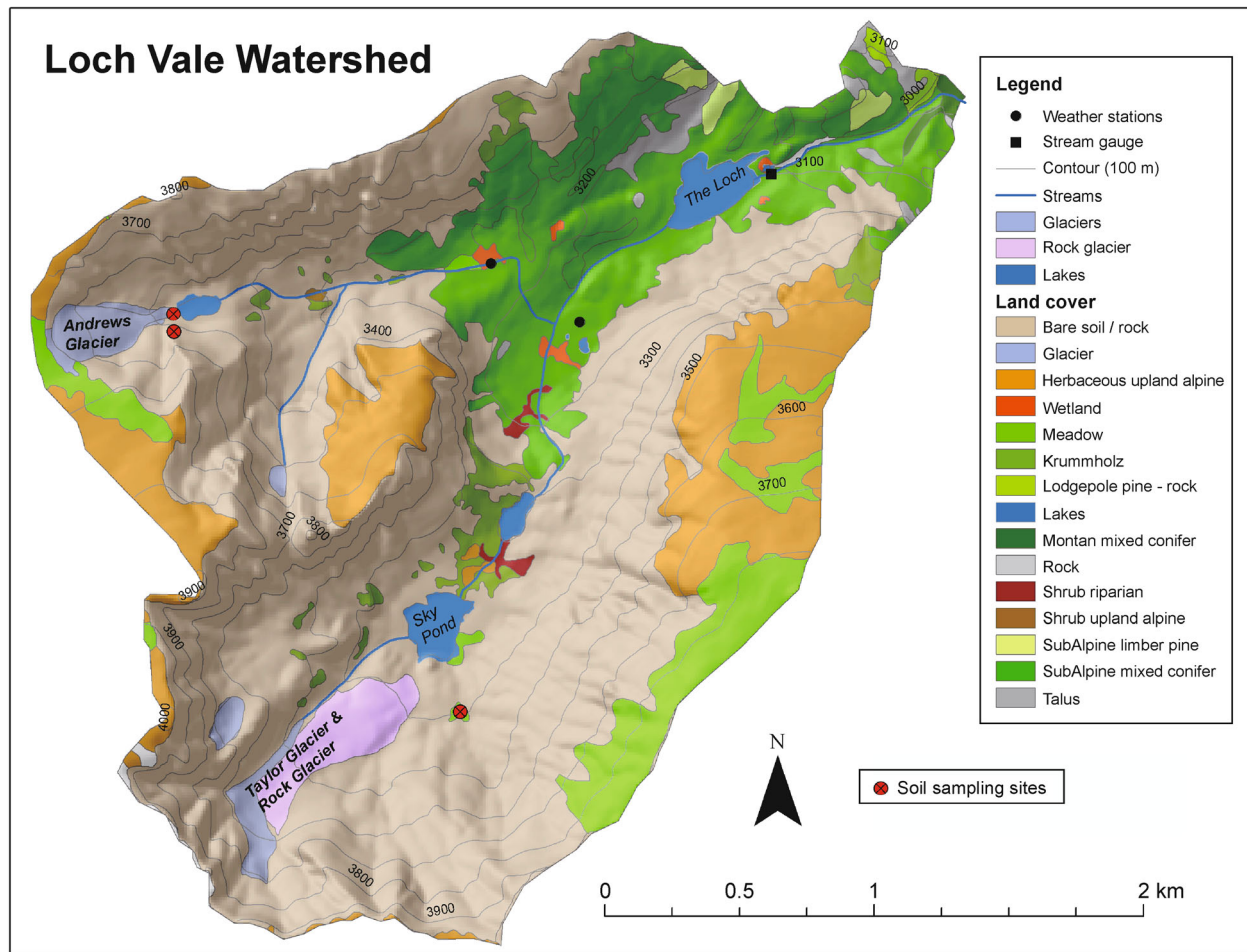 Loch Vale Watershed
3100
3000
3100
The Loch
3200
3800
3700
Andrews
Glacier
3400
3300
3500
3600
3700
3700
3800
3900
3900
Sky
Pond
4000
Taylor Glacier &
Rock Glacier
3800
3900
Legend
Weather stations
Stream gauge
Contour (100 m)
Streams
Glaciers
Rock glacier
Lakes
Land cover
Bare soil / rock
Glacier
Herbaceous upland alpine
Wetland
Meadow
Krummholz
Lodgepole pine - rock
Lakes
Montan mixed conifer
Rock
Shrub riparian
Shrub upland alpine
SubAlpine limber pine
SubAlpine mixed conifer
Talus
N
Soil sampling sites
0 0.5 1 2 km